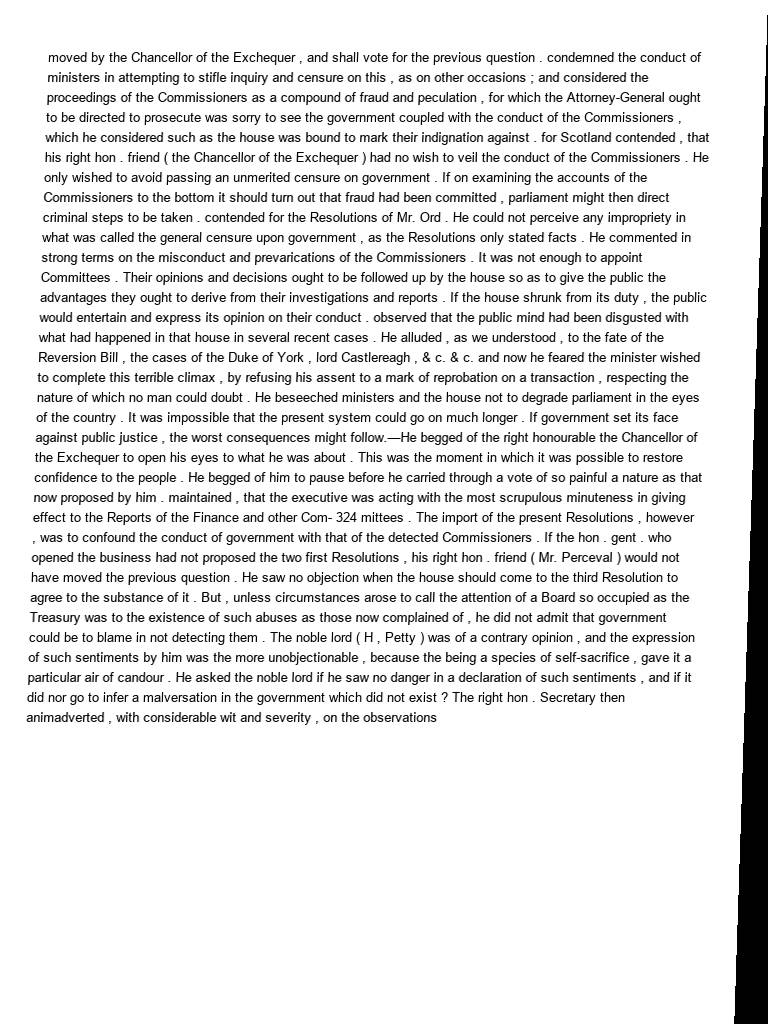 moved by the Chancellor of the Exchequer , and shall vote for the previous question . condemned the conduct of
ministers in attempting to stifle inquiry and censure on this , as on other occasions ; and considered the
proceedings of the Commissioners as a compound of fraud and peculation , for which the Attorney-General ought
to be directed to prosecute was sorry to see the government coupled with the conduct of the Commissioners ,
which he considered such as the house was bound to mark their indignation against . for Scotland contended , that
his right hon . friend ( the Chancellor of the Exchequer ) had no wish to veil the conduct of the Commissioners . He
only wished to avoid passing an unmerited censure on government . If on examining the accounts of the
Commissioners to the bottom it should turn out that fraud had been committed , parliament might then direct
criminal steps to be taken . contended for the Resolutions of Mr. Ord . He could not perceive any impropriety in
what was called the general censure upon government , as the Resolutions only stated facts . He commented in
strong terms on the misconduct and prevarications of the Commissioners . It was not enough to appoint
Committees . Their opinions and decisions ought to be followed up by the house so as to give the public the
advantages they ought to derive from their investigations and reports . If the house shrunk from its duty , the public
would entertain and express its opinion on their conduct . observed that the public mind had been disgusted with
what had happened in that house in several recent cases . He alluded , as we understood , to the fate of the
Reversion Bill , the cases of the Duke of York , lord Castlereagh , & c. & c. and now he feared the minister wished
to complete this terrible climax , by refusing his assent to a mark of reprobation on a transaction , respecting the
nature of which no man could doubt . He beseeched ministers and the house not to degrade parliament in the eyes
of the country . It was impossible that the present system could go on much longer . If government set its face
against public justice , the worst consequences might follow.—He begged of the right honourable the Chancellor of
the Exchequer to open his eyes to what he was about . This was the moment in which it was possible to restore
confidence to the people . He begged of him to pause before he carried through a vote of so painful a nature as that
now proposed by him . maintained , that the executive was acting with the most scrupulous minuteness in giving
effect to the Reports of the Finance and other Com- 324 mittees . The import of the present Resolutions , however
, was to confound the conduct of government with that of the detected Commissioners . If the hon . gent . who
opened the business had not proposed the two first Resolutions , his right hon . friend ( Mr. Perceval ) would not
have moved the previous question . He saw no objection when the house should come to the third Resolution to
agree to the substance of it . But , unless circumstances arose to call the attention of a Board so occupied as the
Treasury was to the existence of such abuses as those now complained of , he did not admit that government
could be to blame in not detecting them . The noble lord ( H , Petty ) was of a contrary opinion , and the expression
of such sentiments by him was the more unobjectionable , because the being a species of self-sacrifice , gave it a
particular air of candour . He asked the noble lord if he saw no danger in a declaration of such sentiments , and if it
did nor go to infer a malversation in the government which did not exist ? The right hon . Secretary then
animadverted , with considerable wit and severity , on the observations